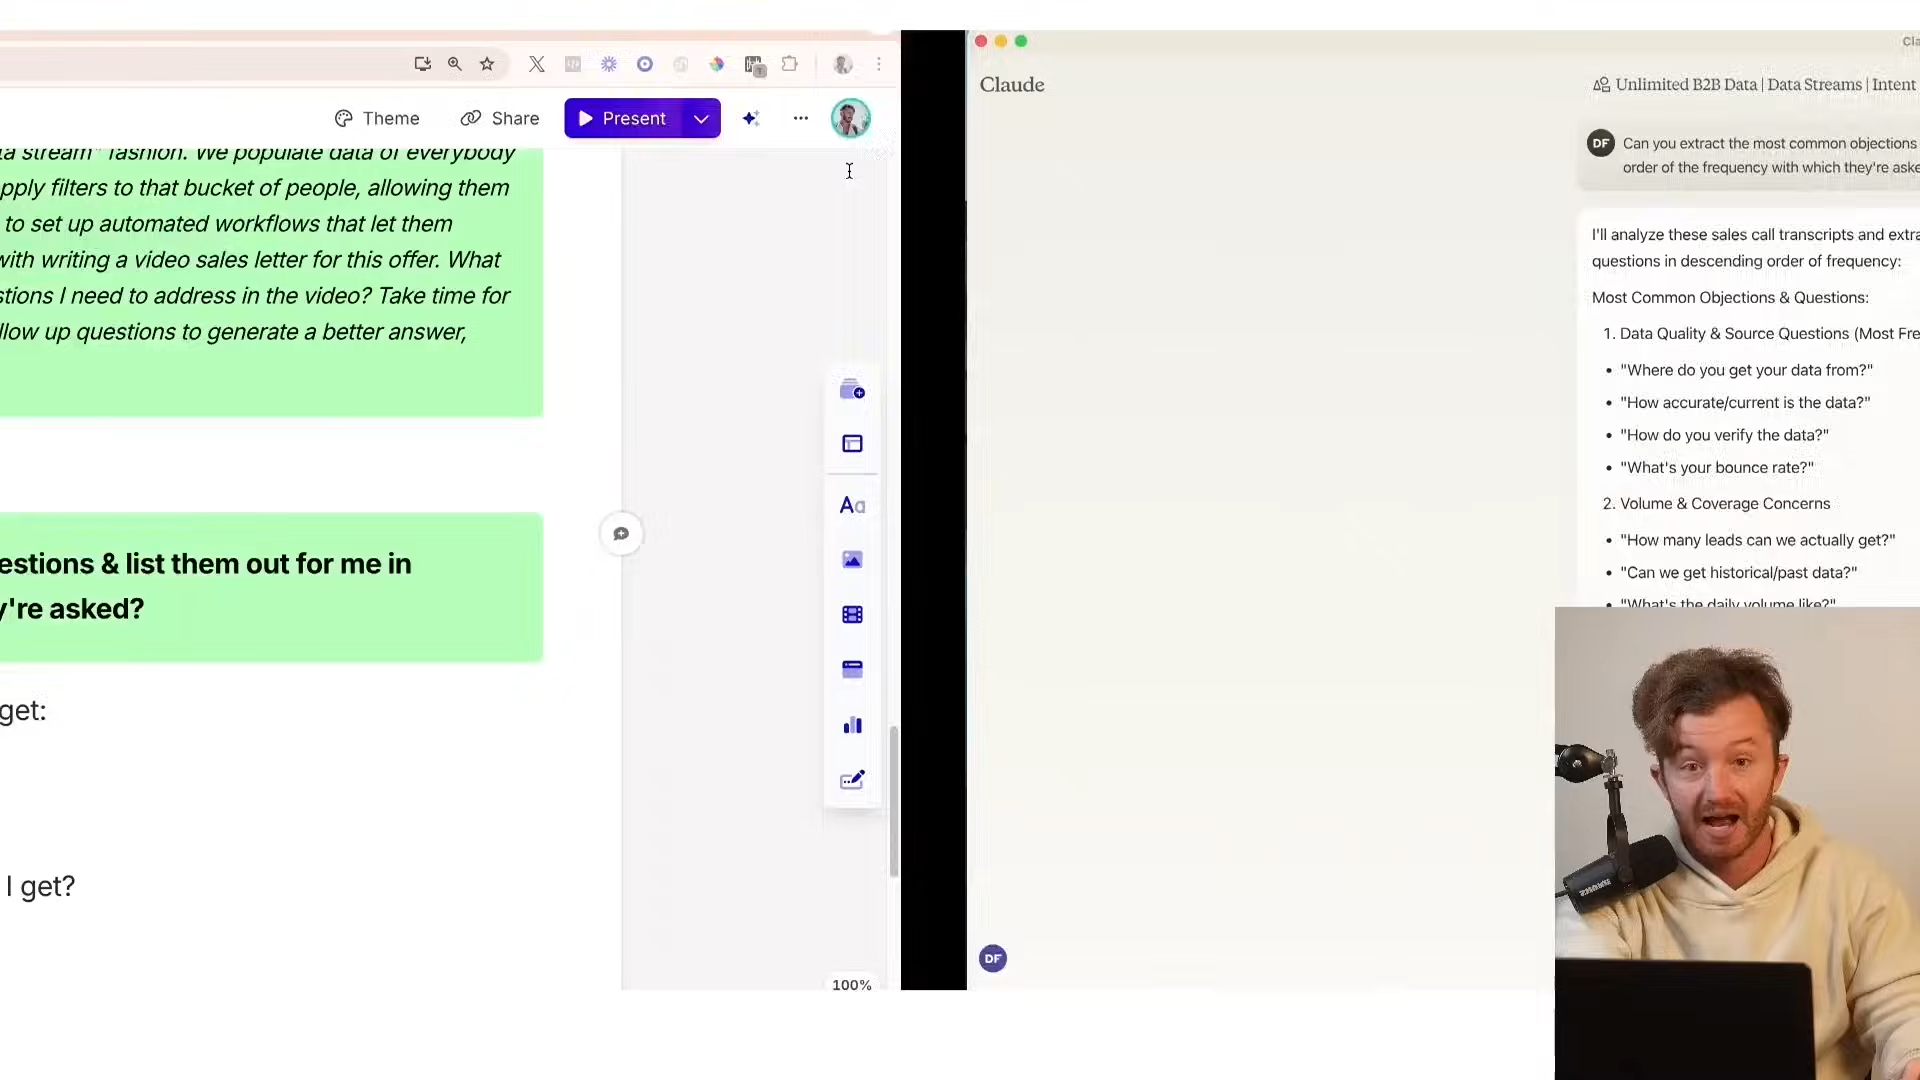 Theme
Share
Present
ta stream" fashion. We populate data of everybody
pply filters to that bucket of people, allowing them
to set up automated workflows that let them
with writing a video sales letter for this offer. What
stions I need to address in the video? Take time for
llow up questions to generate a better answer,
estions & list them out for me in
y're asked?
get:
I get?
Aa
100%
Claude
Unlimited B2B Data | Data Streams | Intent
DF
Can you extract the most common objections
order of the frequency with which they're aske
I'll analyze these sales call transcripts and extra
questions in descending order of frequency:
Most Common Objections & Questions:
1. Data Quality & Source Questions (Most Fre
• "Where do you get your data from?"
• "How accurate/current is the data?"
• "How do you verify the data?"
• "What's your bounce rate?"
2. Volume & Coverage Concerns
• "How many leads can we actually get?"
• "Can we get historical/past data?"
• "What's the daily volume like?"
DF
Cla
SHURE